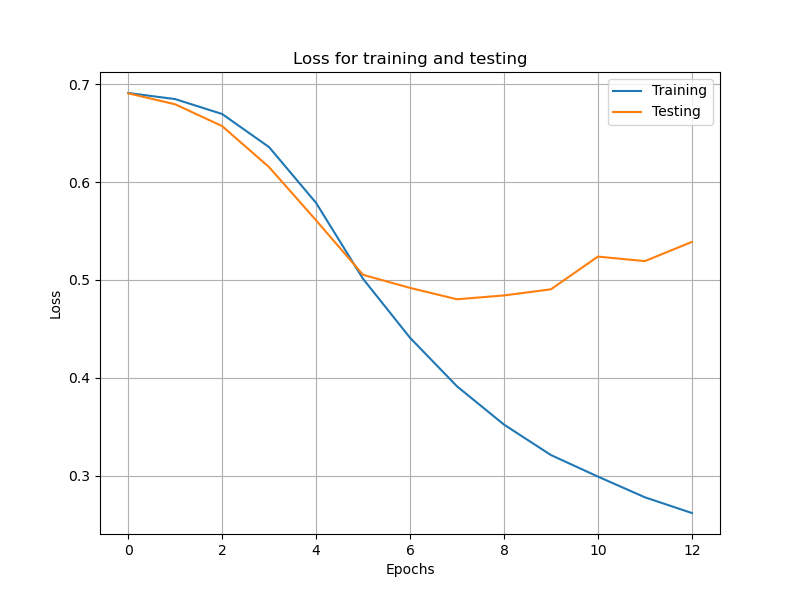 Loss for training and testing
Training
Testing
0.7
0.6
0.5
0.4
0.3
Loss
0 2 4 6 8 10 12
Epochs